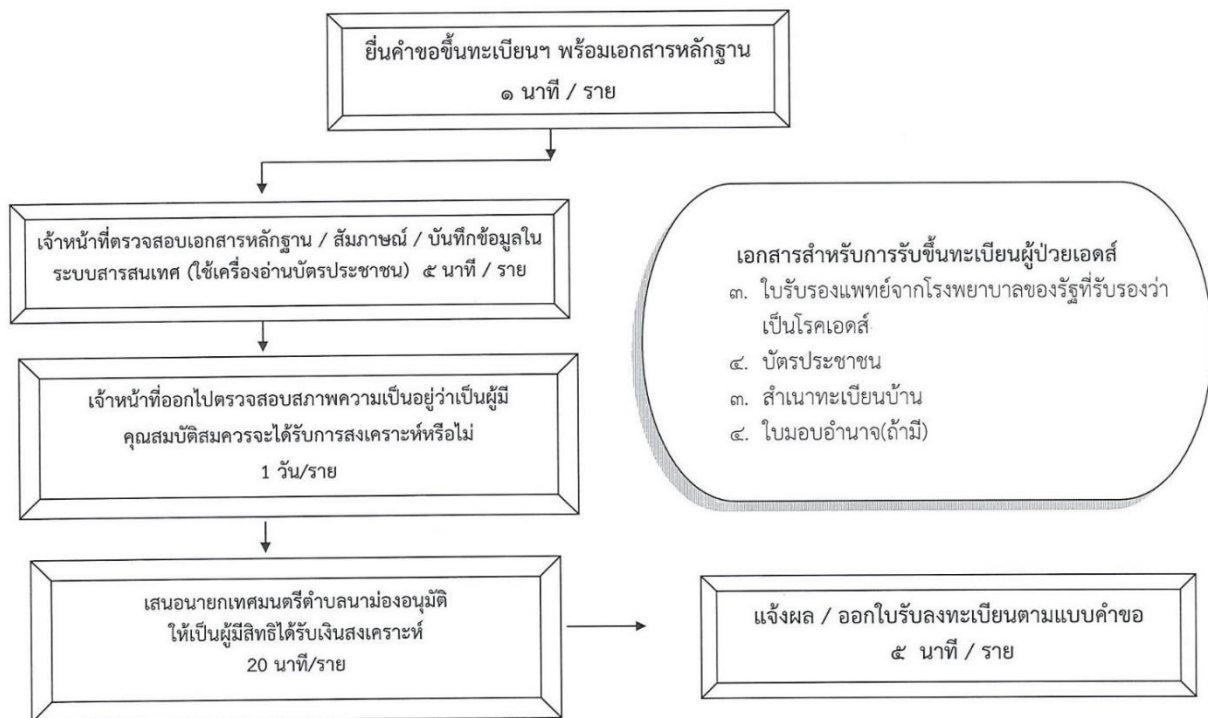 ยื่นคำขอขึ้นทะเบียนฯ พร้อมเอกสารหลักฐาน
๑ นาที / ราย
เจ้าหน้าที่ตรวจสอบเอกสารหลักฐาน / สัมภาษณ์ / บันทึกข้อมูลใน
ระบบสารสนเทศ (ใช้เครื่องอ่านบัตรประชาชน) ๕ นาที / ราย
เจ้าหน้าที่ออกไปตรวจสอบสภาพความเป็นอยู่ว่าเป็นผู้มี
คุณสมบัติสมควรจะได้รับการสงเคราะห์หรือไม่
1 วัน/ราย
เสนอนายกเทศมนตรีตำบลนาม่องอนุมัติ
ให้เป็นผู้มีสิทธิได้รับเงินสงเคราะห์
20 นาที/ราย
เอกสารสำหรับการรับขึ้นทะเบียนผู้ป่วยเอดส์
๓. ใบรับรองแพทย์จากโรงพยาบาลของรัฐที่รับรองว่า
เป็นโรคเอดส์
๔. บัตรประชาชน
๓. สำเนาทะเบียนบ้าน
๔. ใบมอบอำนาจ(ถ้ามี)
แจ้งผล / ออกใบรับลงทะเบียนตามแบบคำขอ
๕ นาที / ราย